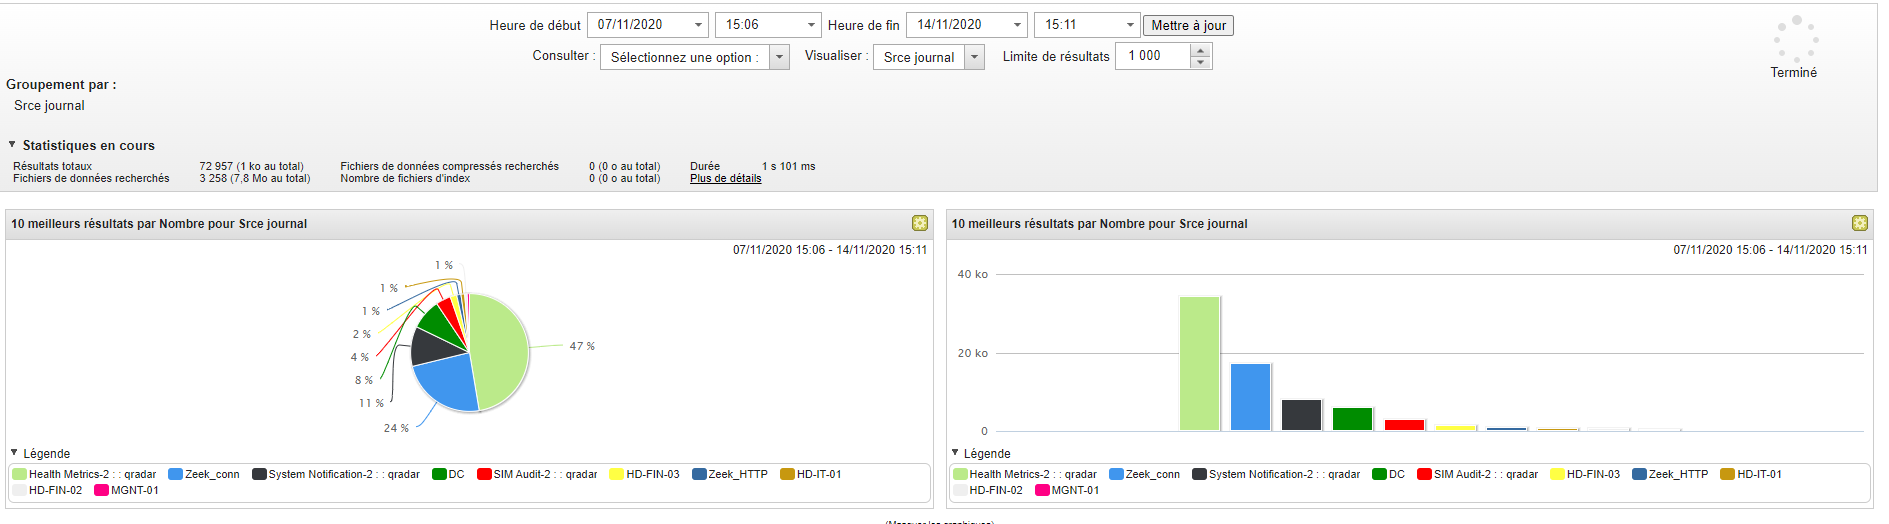 Heure de début 07/11/2020 15:06 Heure de fin 14/11/2020 15:11 Mettre à jour
Consulter : Sélectionnez une option : Visualiser : Srce journal Limite de résultats 1 000
Terminé
Groupement par :
Srce journal
Statistiques en cours
Résultats totaux 72 957 (1 ko au total) Fichiers de données compressés recherchés 0 (0 o au total) Durée 1 s 101 ms
Fichiers de données recherchés 3 258 (7,8 Mo au total) Nombre de fichiers d'index 0 (0 o au total) Plus de détails
10 meilleurs résultats par Nombre pour Srce journal
07/11/2020 15:06 - 14/11/2020 15:11
1 %
1 %
1 %
2 %
4 %
8 %
11 %
24 %
47 %
Légende
Health Metrics-2 : : qradar Zeek_conn System Notification-2 : : qradar DC SIM Audit-2 : : qradar HD-FIN-03 Zeek_HTTP HD-IT-01
HD-FIN-02 MGNT-01
10 meilleurs résultats par Nombre pour Srce journal
07/11/2020 15:06 - 14/11/2020 15:11
40 ko
20 ko
0
Légende
Health Metrics-2 : : qradar Zeek_conn System Notification-2 : : qradar DC SIM Audit-2 : : qradar HD-FIN-03 Zeek_HTTP HD-IT-01
HD-FIN-02 MGNT-01
(Masquer les graphiques)